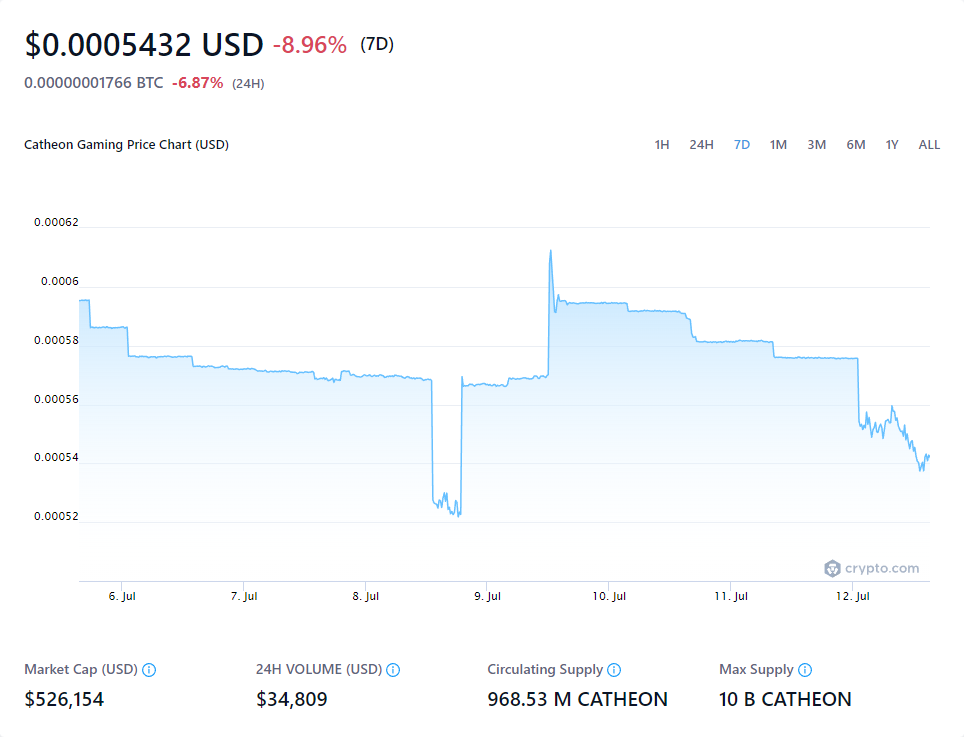 $0.0005432 USD -8.96% (7D)
0.00000001766 BTC -6.87% (24H)
Catheon Gaming Price Chart (USD)
1H 24H 7D 1M 3M 6M 1Y ALL
0.00062
0.0006
0.00058
0.00056
0.00054
0.00052
crypto.com
6. Jul 7. Jul 8. Jul 9. Jul 10. Jul 11. Jul 12. Jul
Market Cap (USD) 24H VOLUME (USD) Circulating Supply Max Supply
$526,154 $34,809 968.53 M CATHEON 10 B CATHEON